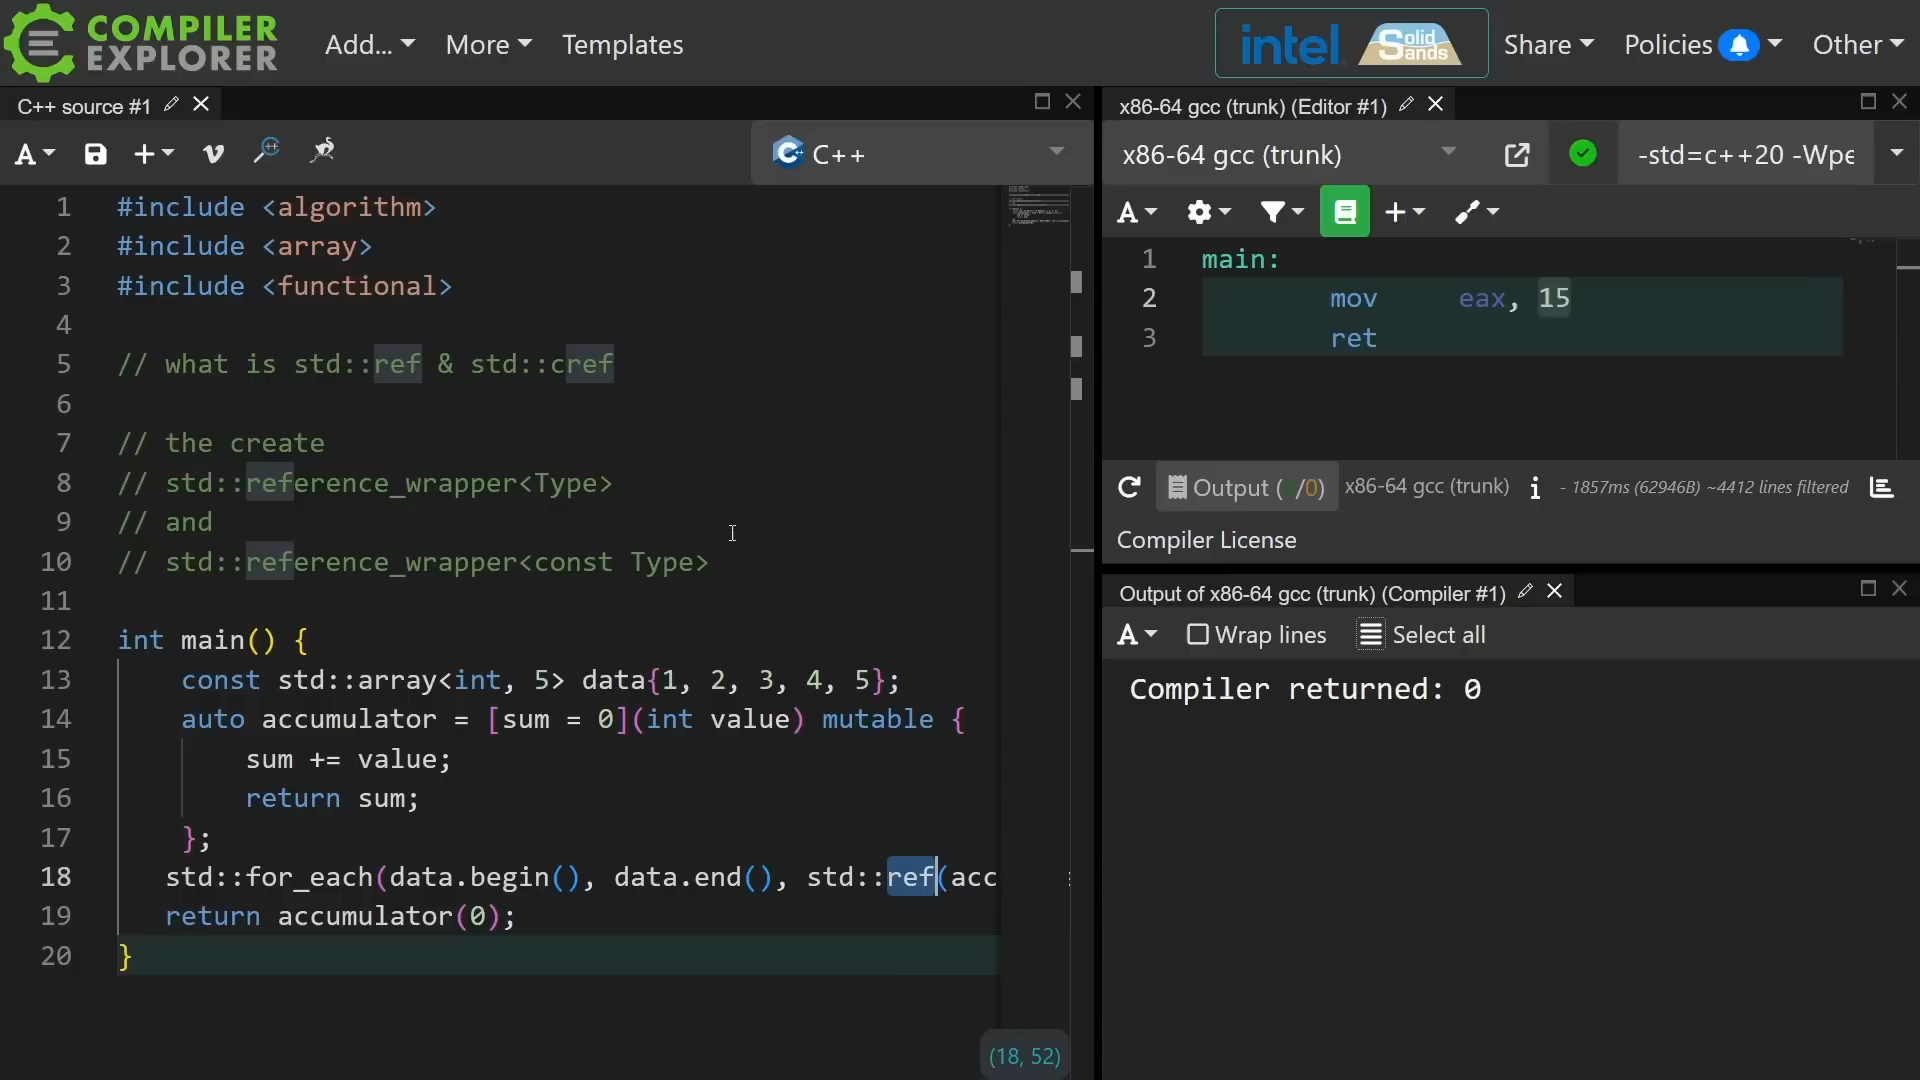 COMPILER EXPLORER
Add... More Templates
intel Solid Sands Share Policies Other
C++ source #1
A + v C++
1 #include <algorithm>
2 #include <array>
3 #include <functional>
4
5 // what is std::ref & std::cref
6
7 // the create
8 // std::reference_wrapper<Type>
9 // and
10 // std::reference_wrapper<const Type>
11
12 int main() {
13 const std::array<int, 5> data{1, 2, 3, 4, 5};
14 auto accumulator = [sum = 0](int value) mutable {
15 sum += value;
16 return sum;
17 };
18 std::for_each(data.begin(), data.end(), std::ref(acc
19 return accumulator(0);
20 }
(18, 52)
x86-64 gcc (trunk) (Editor #1)
x86-64 gcc (trunk) -std=c++20 -Wpe
A +
1 main:
2 mov eax, 15
3 ret
Output ( /0) x86-64 gcc (trunk) i - 1857ms (62946B) ~4412 lines filtered
Compiler License
Output of x86-64 gcc (trunk) (Compiler #1)
A Wrap lines Select all
Compiler returned: 0